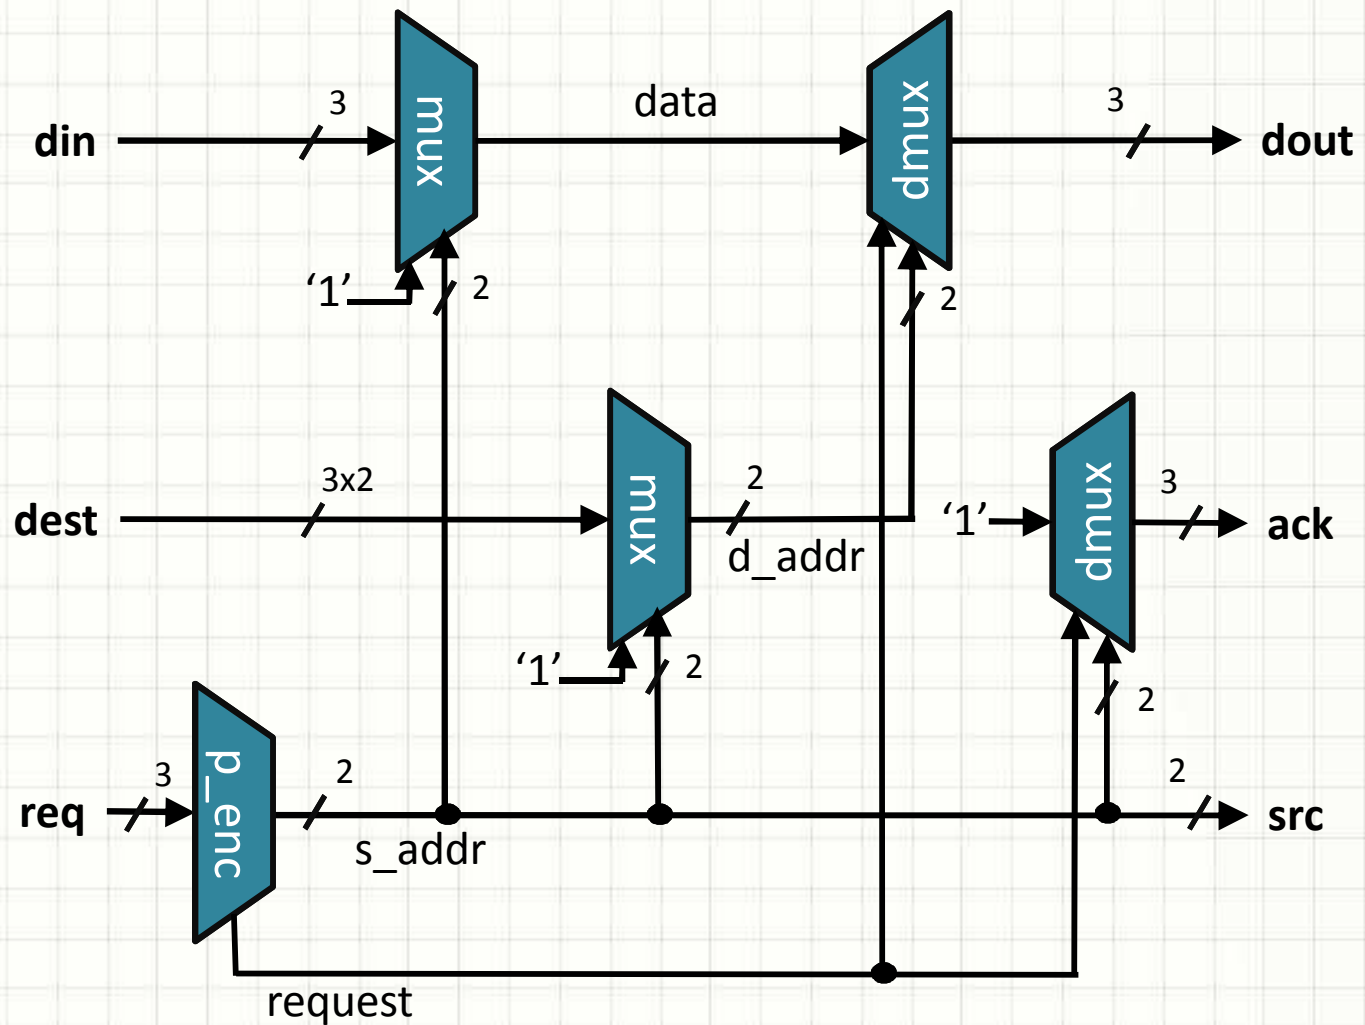 3
data
3
din
mux
dmux
dout
‘1’
2
2
3x2
2
3
dest
mux
d_addr
‘1’
dmux
ack
‘1’
2
2
3
2
2
req
p_enc
s_addr
src
request